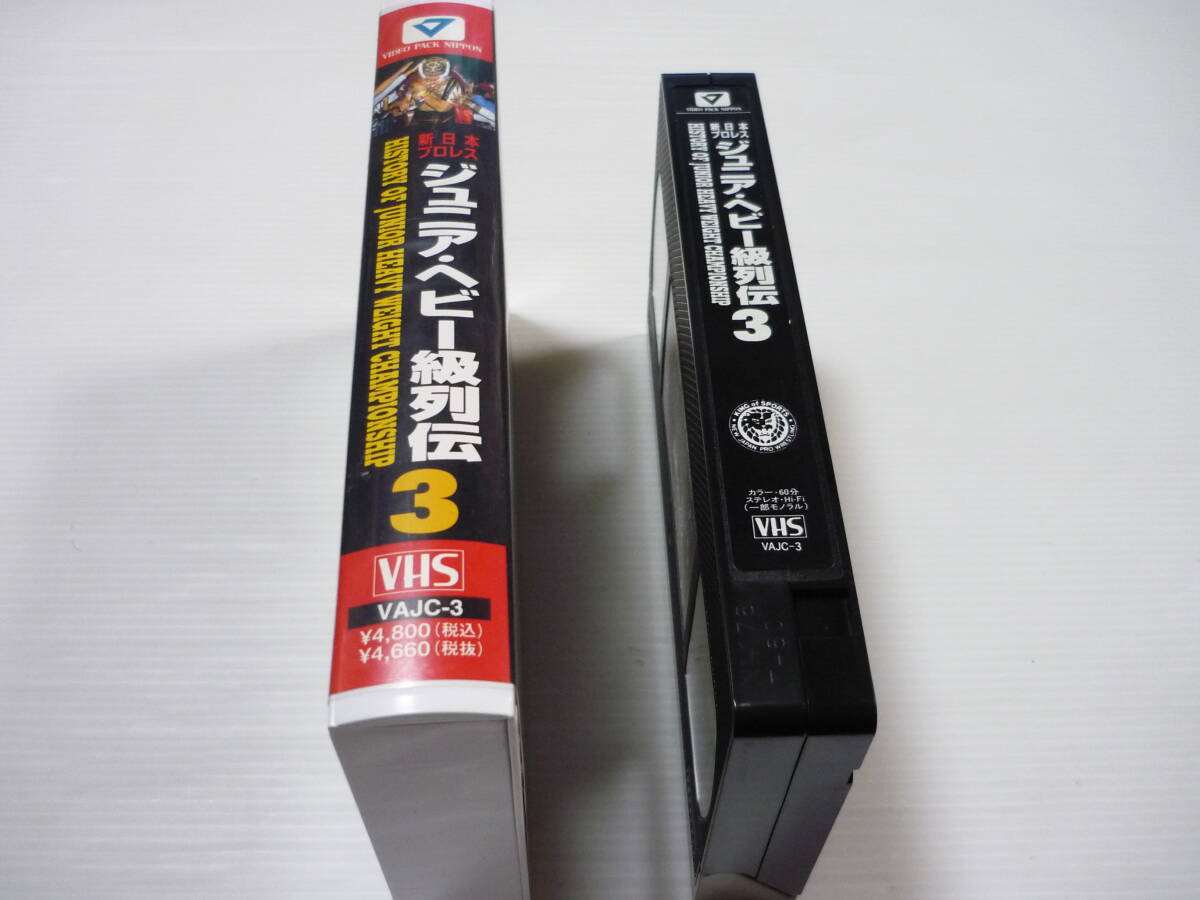 VIDEO PACK NIPPON
新日本
プロレス
ジュニア・ヘビー級列伝
3
HISTORY OF JUNIOR HEAVY WEIGHT CHAMPIONSHIP
VHS
VAJC-3
¥4,800(税込)
¥4,660(税抜)
VIDEO PACK NIPPON
新日本
プロレス
ジュニア・ヘビー級列伝
3
HISTORY OF JUNIOR HEAVY WEIGHT CHAMPIONSHIP
KING of SPORTS
NEW JAPAN PRO WRESTLING
カラー・60分
ステレオ・Hi-Fi
(一部モノラル)
VHS
VAJC-3